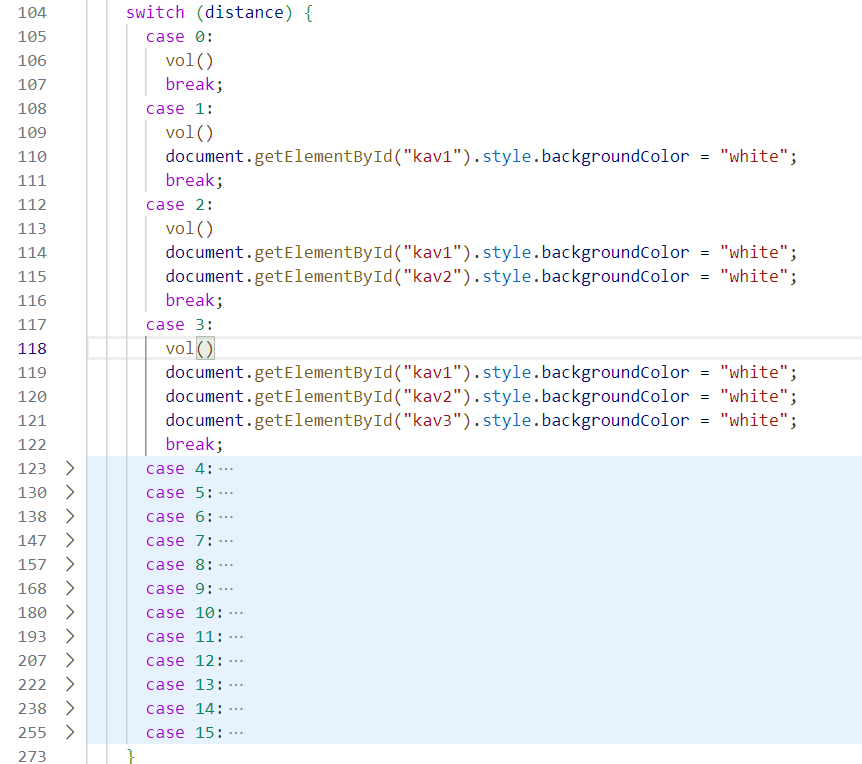 104 switch (distance) {
105 case 0:
106 vol()
107 break;
108 case 1:
109 vol()
110 document.getElementById("kav1").style.backgroundColor = "white";
111 break;
112 case 2:
113 vol()
114 document.getElementById("kav1").style.backgroundColor = "white";
115 document.getElementById("kav2").style.backgroundColor = "white";
116 break;
117 case 3:
118 vol()
119 document.getElementById("kav1").style.backgroundColor = "white";
120 document.getElementById("kav2").style.backgroundColor = "white";
121 document.getElementById("kav3").style.backgroundColor = "white";
122 break;
123 case 4: ···
130 case 5: ···
138 case 6: ···
147 case 7: ···
157 case 8: ···
168 case 9: ···
180 case 10: ···
193 case 11: ···
207 case 12: ···
222 case 13: ···
238 case 14: ···
255 case 15: ···
273 }